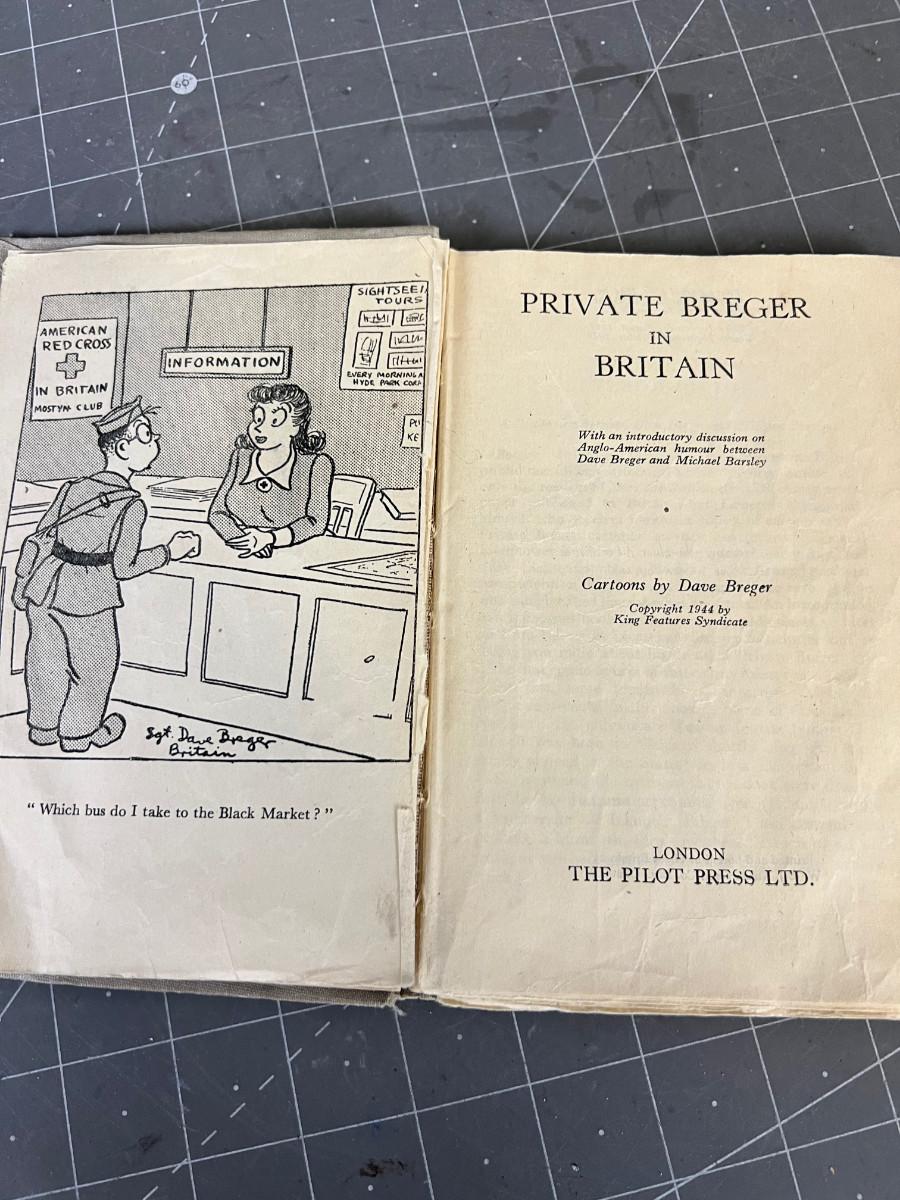 AMERICAN
RED CROSS
IN BRITAIN
MOSTYN CLUB
INFORMATION
SIGHTSEEI
TOURS
EVERY MORNING A
HYDE PARK COR
Sgt. Dave Breger
Britain
“ Which bus do I take to the Black Market ? ”
PRIVATE BREGER
IN
BRITAIN
With an introductory discussion on
Anglo-American humour between
Dave Breger and Michael Barsley
Cartoons by Dave Breger
Copyright 1944 by
King Features Syndicate
LONDON
THE PILOT PRESS LTD.